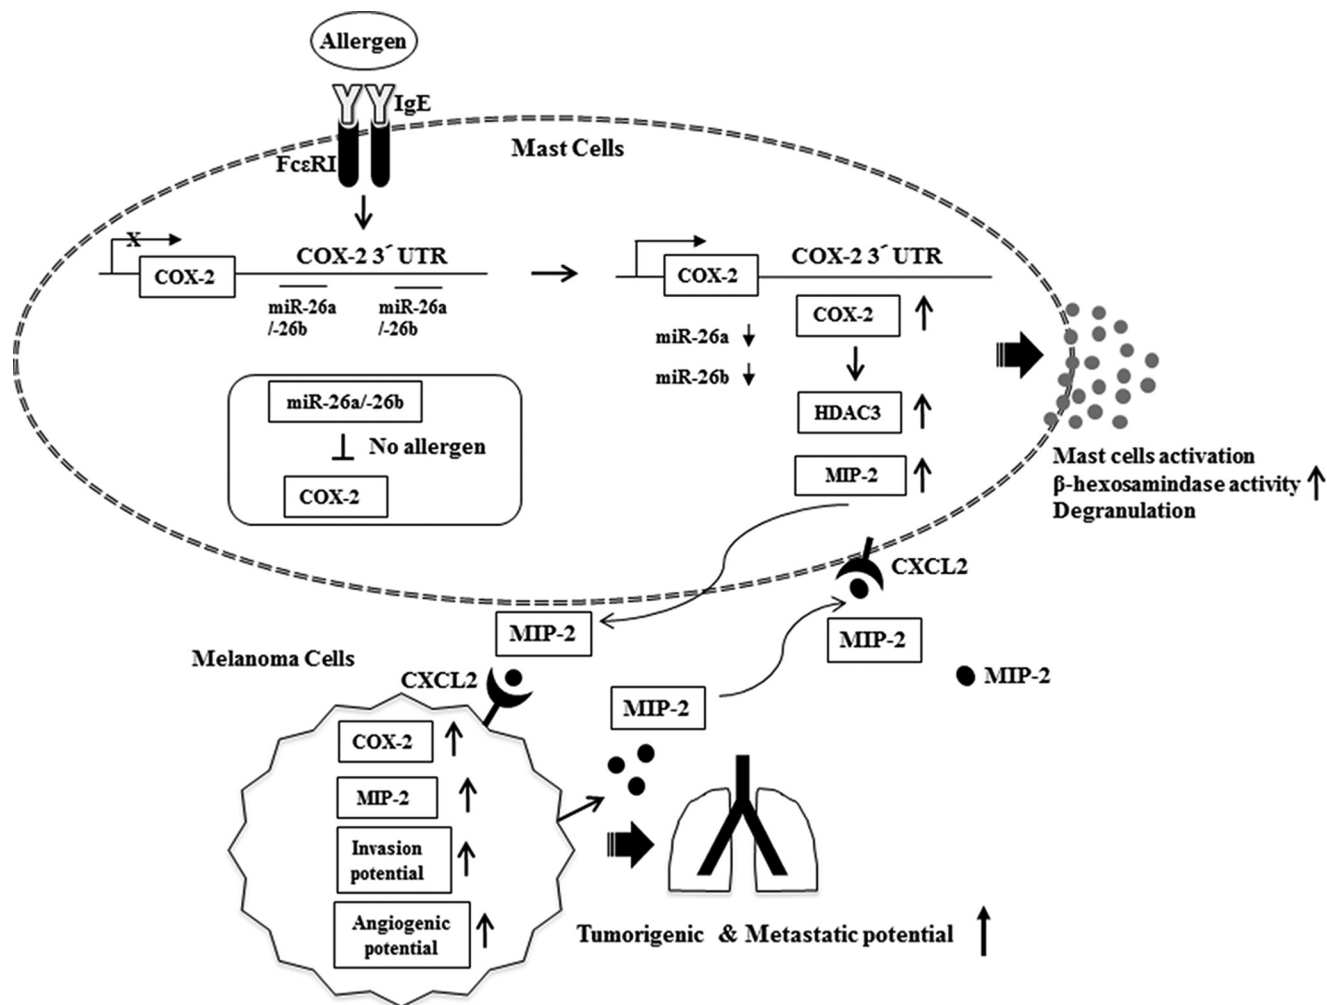 Allergen
IgE
FcεRI
Mast Cells
X
COX-2
COX-2 3´ UTR
miR-26a
/-26b
miR-26a
/-26b
COX-2
COX-2 3´ UTR
COX-2
miR-26a
miR-26b
HDAC3
MIP-2
miR-26a/-26b
No allergen
COX-2
Mast cells activation
β-hexosamindase activity
Degranulation
CXCL2
MIP-2
MIP-2
MIP-2
Melanoma Cells
CXCL2
MIP-2
COX-2
MIP-2
Invasion
potential
Angiogenic
potential
Tumorigenic & Metastatic potential